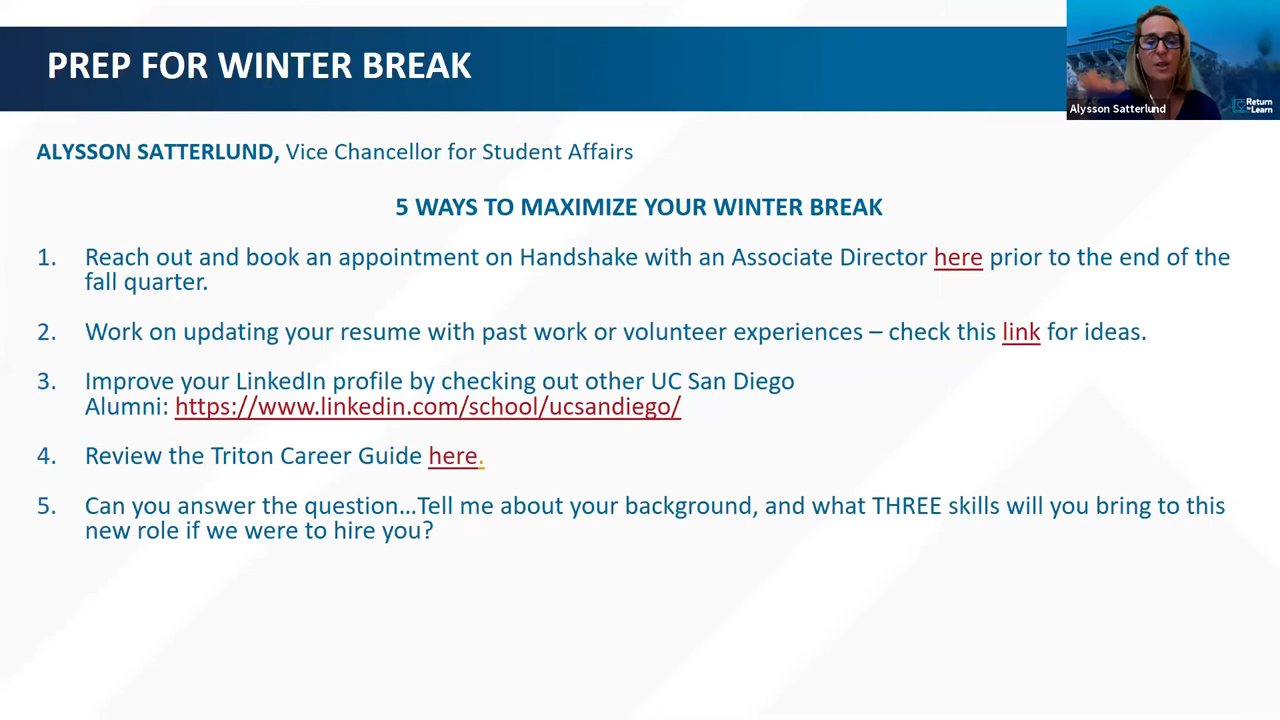 PREP FOR WINTER BREAK
Alysson Satterlund
Return to Learn
ALYSSON SATTERLUND, Vice Chancellor for Student Affairs
5 WAYS TO MAXIMIZE YOUR WINTER BREAK
1. Reach out and book an appointment on Handshake with an Associate Director here prior to the end of the
fall quarter.
2. Work on updating your resume with past work or volunteer experiences – check this link for ideas.
3. Improve your LinkedIn profile by checking out other UC San Diego
Alumni: https://www.linkedin.com/school/ucsandiego/
4. Review the Triton Career Guide here.
5. Can you answer the question...Tell me about your background, and what THREE skills will you bring to this
new role if we were to hire you?